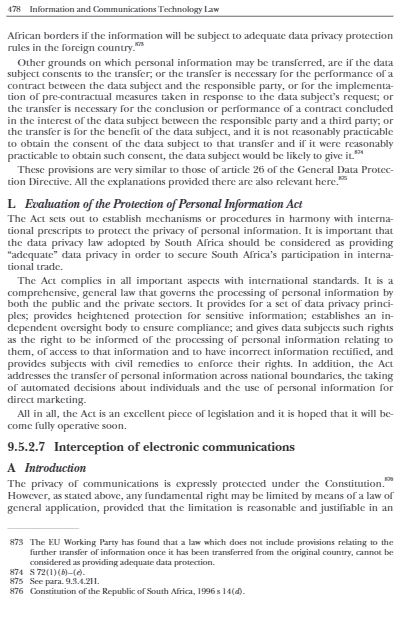 478 Information and Communications Technology Law
African borders if the information will be subject to adequate data privacy protection
rules in the foreign country.873
Other grounds on which personal information may be transferred, are if the data
subject consents to the transfer; or the transfer is necessary for the performance of a
contract between the data subject and the responsible party, or for the implementa-
tion of pre-contractual measures taken in response to the data subject's request; or
the transfer is necessary for the conclusion or performance of a contract concluded
in the interest of the data subject between the responsible party and a third party; or
the transfer is for the benefit of the data subject, and it is not reasonably practicable
to obtain the consent of the data subject to that transfer and if it were reasonably
practicable to obtain such consent, the data subject would be likely to give it.874
These provisions are very similar to those of article 26 of the General Data Protec-
tion Directive. All the explanations provided there are also relevant here.875
L Evaluation of the Protection of Personal Information Act
The Act sets out to establish mechanisms or procedures in harmony with interna-
tional prescripts to protect the privacy of personal information. It is important that
the data privacy law adopted by South Africa should be considered as providing
"adequate" data privacy in order to secure South Africa's participation in interna-
tional trade.
The Act complies in all important aspects with international standards. It is a
comprehensive, general law that governs the processing of personal information by
both the public and the private sectors. It provides for a set of data privacy princi-
ples; provides heightened protection for sensitive information; establishes an in-
dependent oversight body to ensure compliance; and gives data subjects such rights
as the right to be informed of the processing of personal information relating to
them, of access to that information and to have incorrect information rectified, and
provides subjects with civil remedies to enforce their rights. In addition, the Act
addresses the transfer of personal information across national boundaries, the taking
of automated decisions about individuals and the use of personal information for
direct marketing.
All in all, the Act is an excellent piece of legislation and it is hoped that it will be-
come fully operative soon.
9.5.2.7 Interception of electronic communications
A Introduction
The privacy of communications is expressly protected under the Constitution.876
However, as stated above, any fundamental right may be limited by means of a law of
general application, provided that the limitation is reasonable and justifiable in an
873 The EU Working Party has found that a law which does not include provisions relating to the
further transfer of information once it has been transferred from the original country, cannot be
considered as providing adequate data protection.
874 S 72(1)(b)–(e).
875 See para. 9.3.4.2H.
876 Constitution of the Republic of South Africa, 1996 s 14(d).